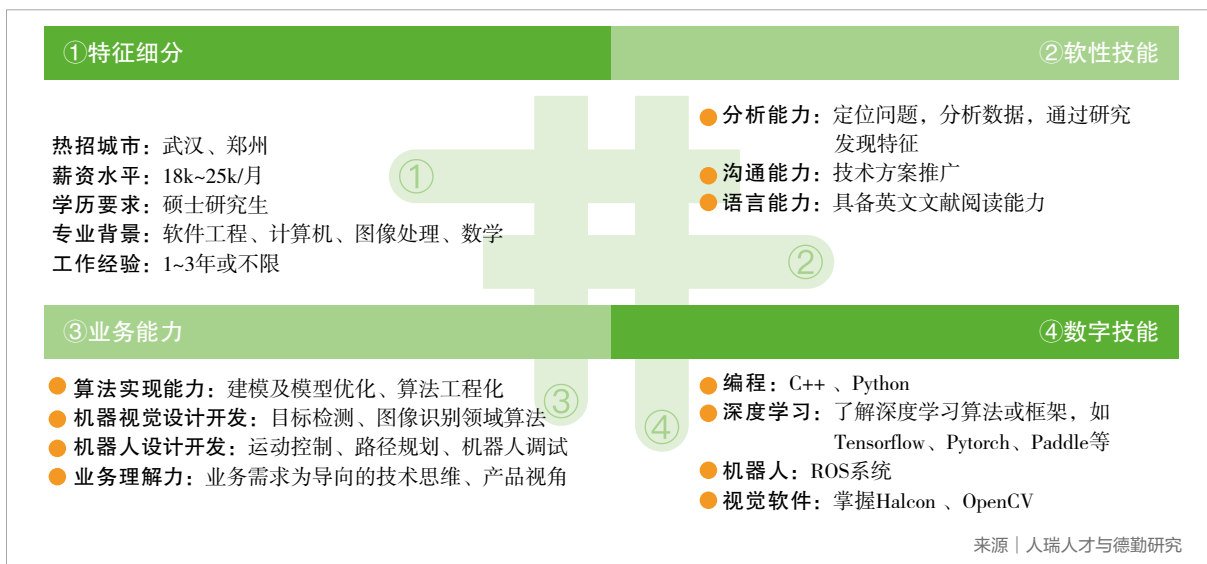 ①特征细分
热招城市：武汉、郑州
薪资水平：18k~25k/月
学历要求：硕士研究生
专业背景：软件工程、计算机、图像处理、数学
工作经验：1~3年或不限
①
②软性技能
分析能力：定位问题，分析数据，通过研究
发现特征
沟通能力：技术方案推广
语言能力：具备英文文献阅读能力
②
③业务能力
算法实现能力：建模及模型优化、算法工程化
机器视觉设计开发：目标检测、图像识别领域算法
机器人设计开发：运动控制、路径规划、机器人调试
业务理解力：业务需求为导向的技术思维、产品视角
③
④数字技能
编程：C++ 、Python
深度学习：了解深度学习算法或框架，如
Tensorflow、Pytorch、Paddle等
机器人：ROS系统
视觉软件：掌握Halcon 、OpenCV
④
来源｜人瑞人才与德勤研究